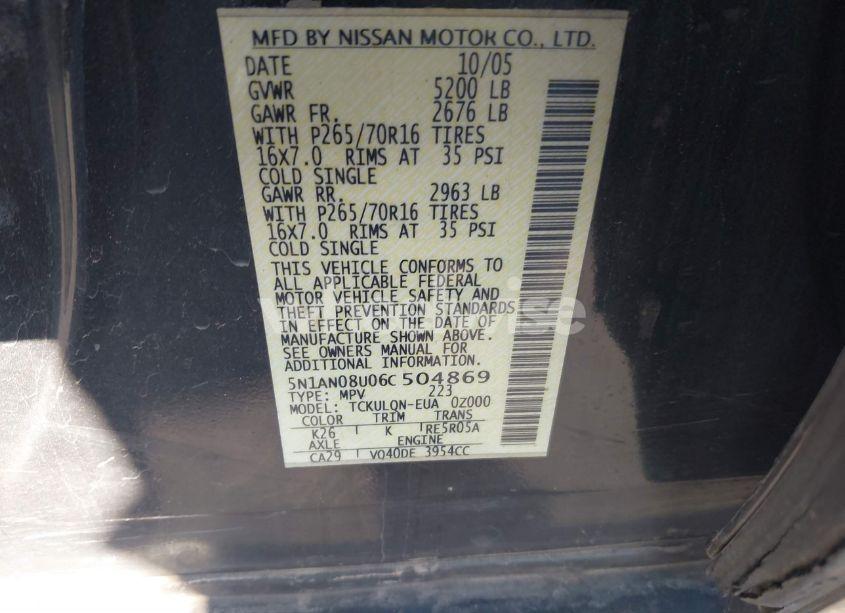 MFD BY NISSAN MOTOR CO., LTD.
DATE 10/05
GVWR 5200 LB
GAWR FR. 2676 LB
WITH P265/70R16 TIRES
16X7.0 RIMS AT 35 PSI
COLD SINGLE
GAWR RR. 2963 LB
WITH P265/70R16 TIRES
16X7.0 RIMS AT 35 PSI
COLD SINGLE
THIS VEHICLE CONFORMS TO
ALL APPLICABLE FEDERAL
MOTOR VEHICLE SAFETY AND
THEFT PREVENTION STANDARDS
IN EFFECT ON THE DATE OF
MANUFACTURE SHOWN ABOVE.
SEE OWNERS MANUAL FOR
ADDITIONAL INFORMATION.
5N1AN08U06C 504869
TYPE: MPV 223
MODEL: TCKULQN-EUA 0Z000
COLOR TRIM TRANS
K26 K RE5R05A
AXLE ENGINE
CA29 VQ40DE 3954CC